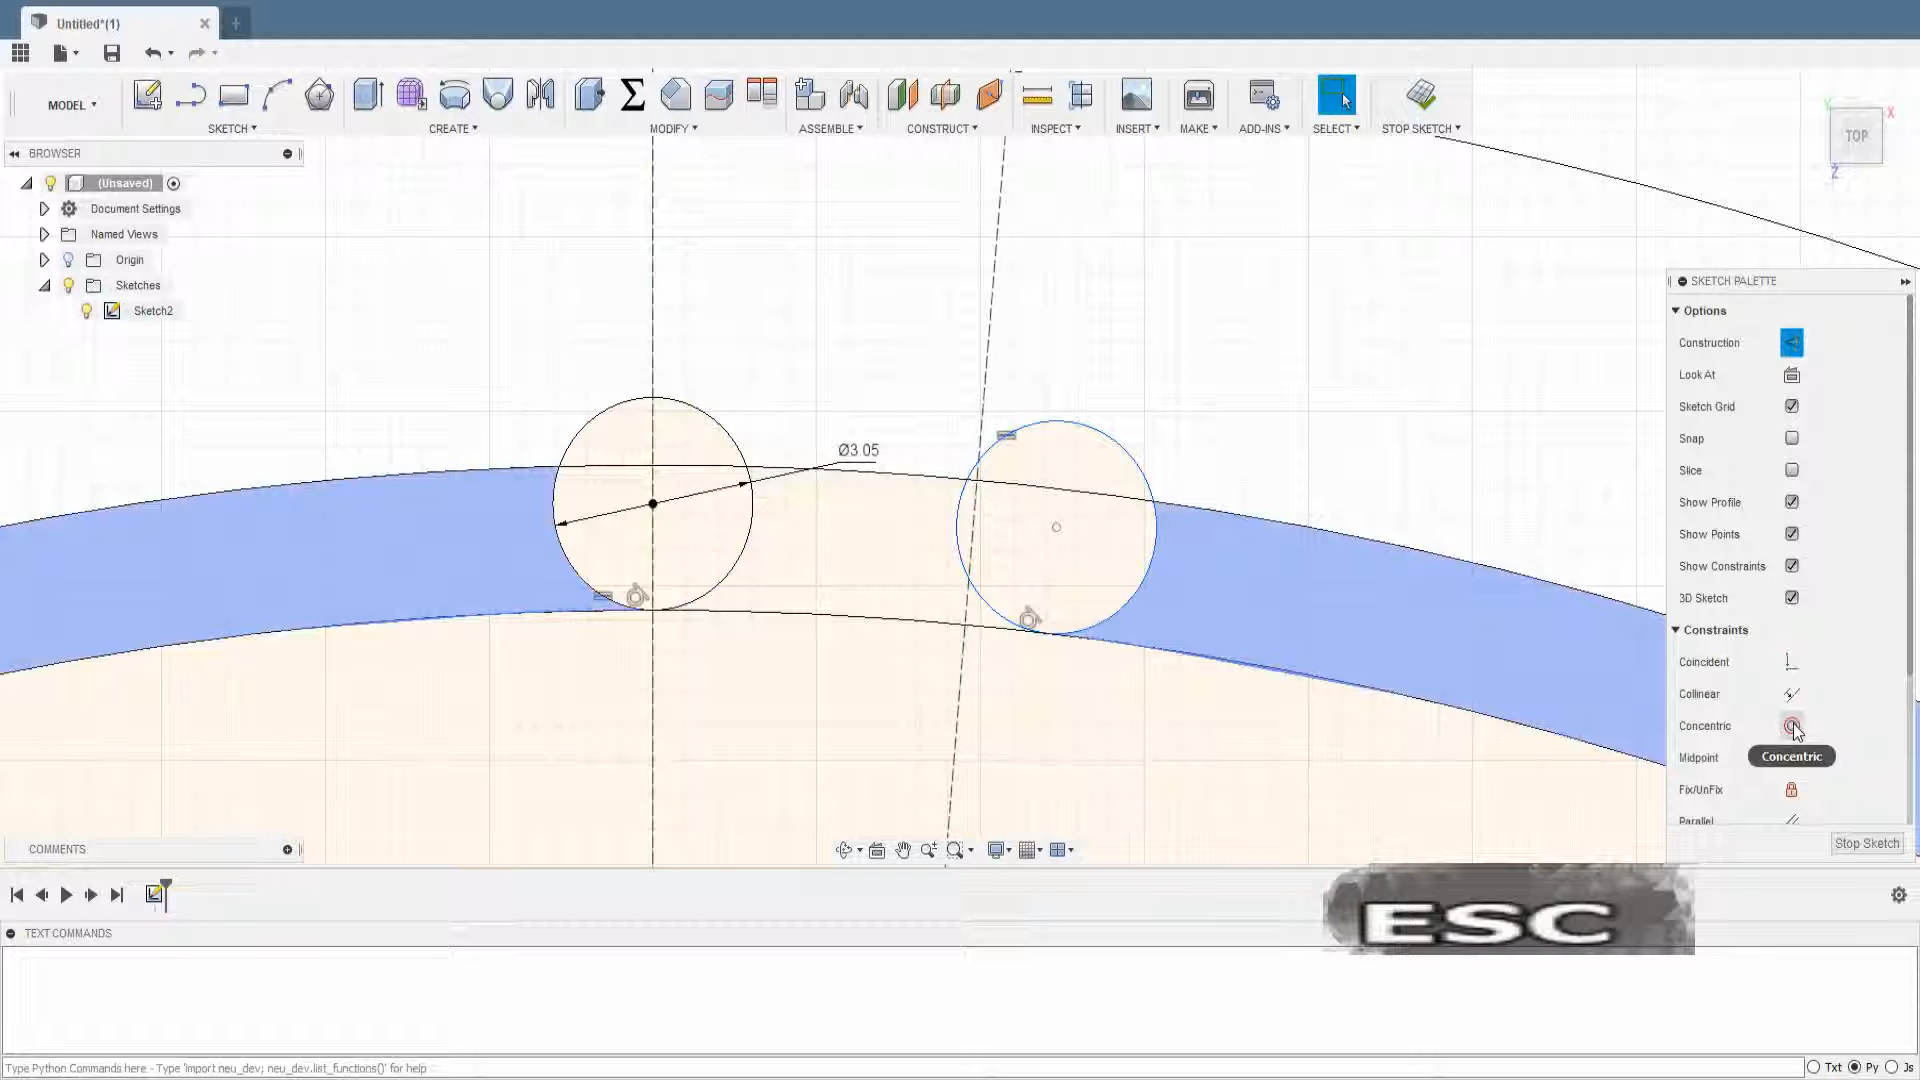 Untitled*(1)
MODEL
SKETCH
CREATE
MODIFY
ASSEMBLE
CONSTRUCT
INSPECT
INSERT
MAKE
ADD-INS
SELECT
STOP SKETCH
Y
X
TOP
Z
BROWSER
(Unsaved)
Document Settings
Named Views
Origin
Sketches
Sketch2
Ø3.05
SKETCH PALETTE
Options
Construction
Look At
Sketch Grid
Snap
Slice
Show Profile
Show Points
Show Constraints
3D Sketch
Constraints
Coincident
Collinear
Concentric
Midpoint
Concentric
Fix/UnFix
Parallel
Stop Sketch
COMMENTS
ESC
TEXT COMMANDS
Type Python Commands here - Type 'import neu_dev; neu_dev.list_functions()' for help
Txt Py Js